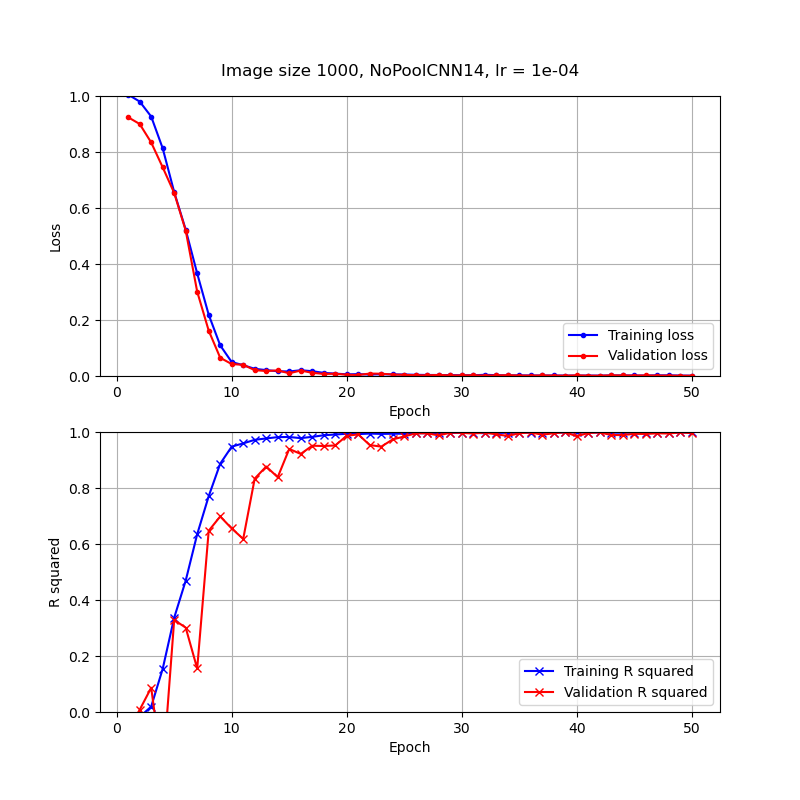 Image size 1000, NoPoolCNN14, lr = 1e-04
1.0
0.8
0.6
0.4
0.2
0.0
Loss
Training loss
Validation loss
0 10 20 30 40 50
Epoch
1.0
0.8
0.6
0.4
0.2
0.0
R squared
Training R squared
Validation R squared
0 10 20 30 40 50
Epoch